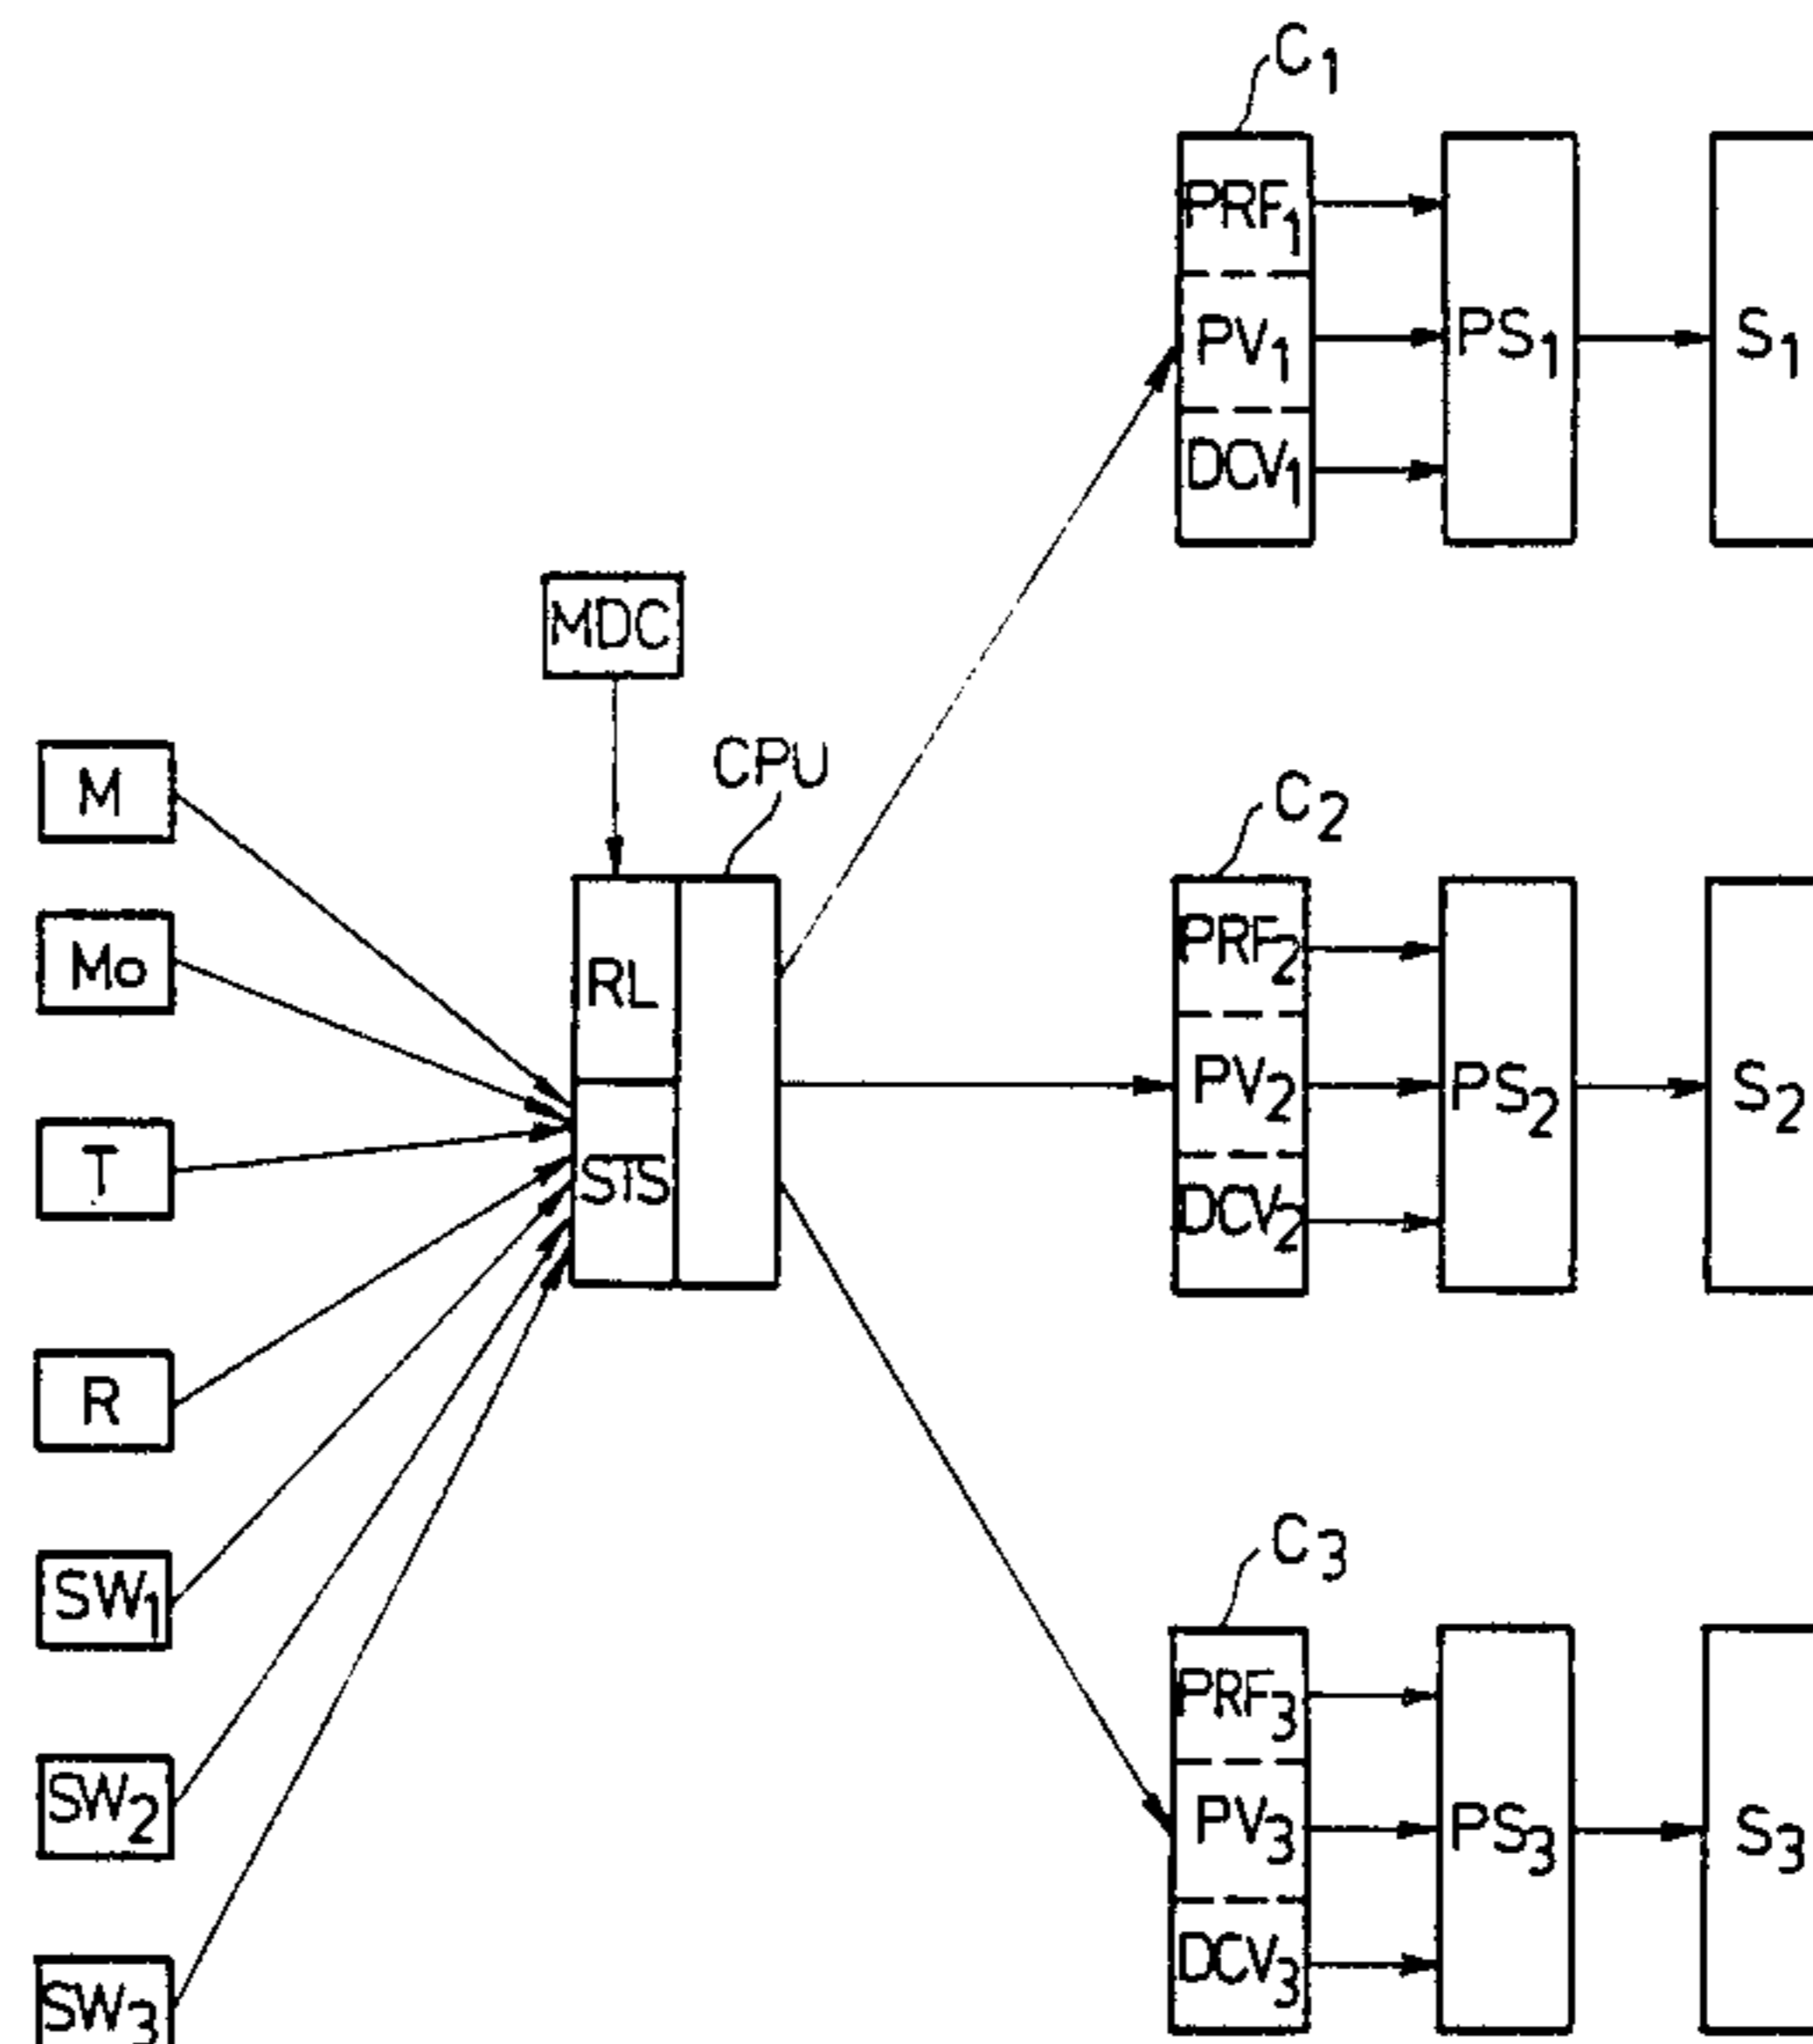 C1
PRF1
PV1
DCV1
PS1
S1
MDC
CPU
M
Mo
T
R
SW1
SW2
SW3
RL
STS
C2
PRF2
PV2
DCV2
PS2
S2
C3
PRF3
PV3
DCV3
PS3
S3